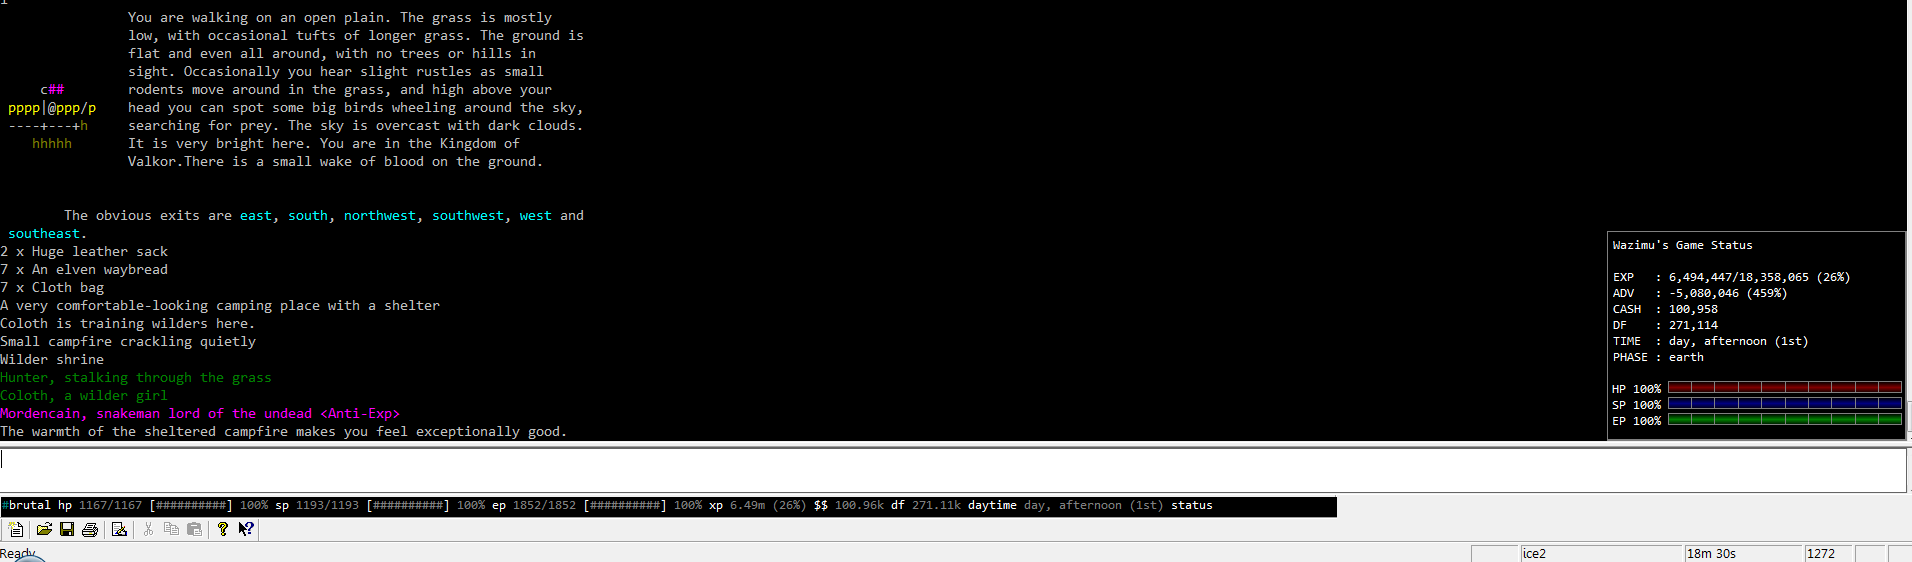 You are walking on an open plain. The grass is mostly
low, with occasional tufts of longer grass. The ground is
flat and even all around, with no trees or hills in
sight. Occasionally you hear slight rustles as small
c## rodents move around in the grass, and high above your
pppp|@ppp/p head you can spot some big birds wheeling around the sky,
----+---+h searching for prey. The sky is overcast with dark clouds.
hhhhh It is very bright here. You are in the Kingdom of
Valkor.There is a small wake of blood on the ground.
The obvious exits are east, south, northwest, southwest, west and
southeast.
2 x Huge leather sack
7 x An elven waybread
7 x Cloth bag
A very comfortable-looking camping place with a shelter
Coloth is training wilders here.
Small campfire crackling quietly
Wilder shrine
Hunter, stalking through the grass
Coloth, a wilder girl
Mordencain, snakeman lord of the undead <Anti-Exp>
The warmth of the sheltered campfire makes you feel exceptionally good.
Wazimu's Game Status
EXP : 6,494,447/18,358,065 (26%)
ADV : -5,080,046 (459%)
CASH : 100,958
DF : 271,114
TIME : day, afternoon (1st)
PHASE : earth
HP 100%
SP 100%
EP 100%
#brutal hp 1167/1167 [##########] 100% sp 1193/1193 [##########] 100% ep 1852/1852 [##########] 100% xp 6.49m (26%) $$ 100.96k df 271.11k daytime day, afternoon (1st) status
Ready
ice2
18m 30s
1272